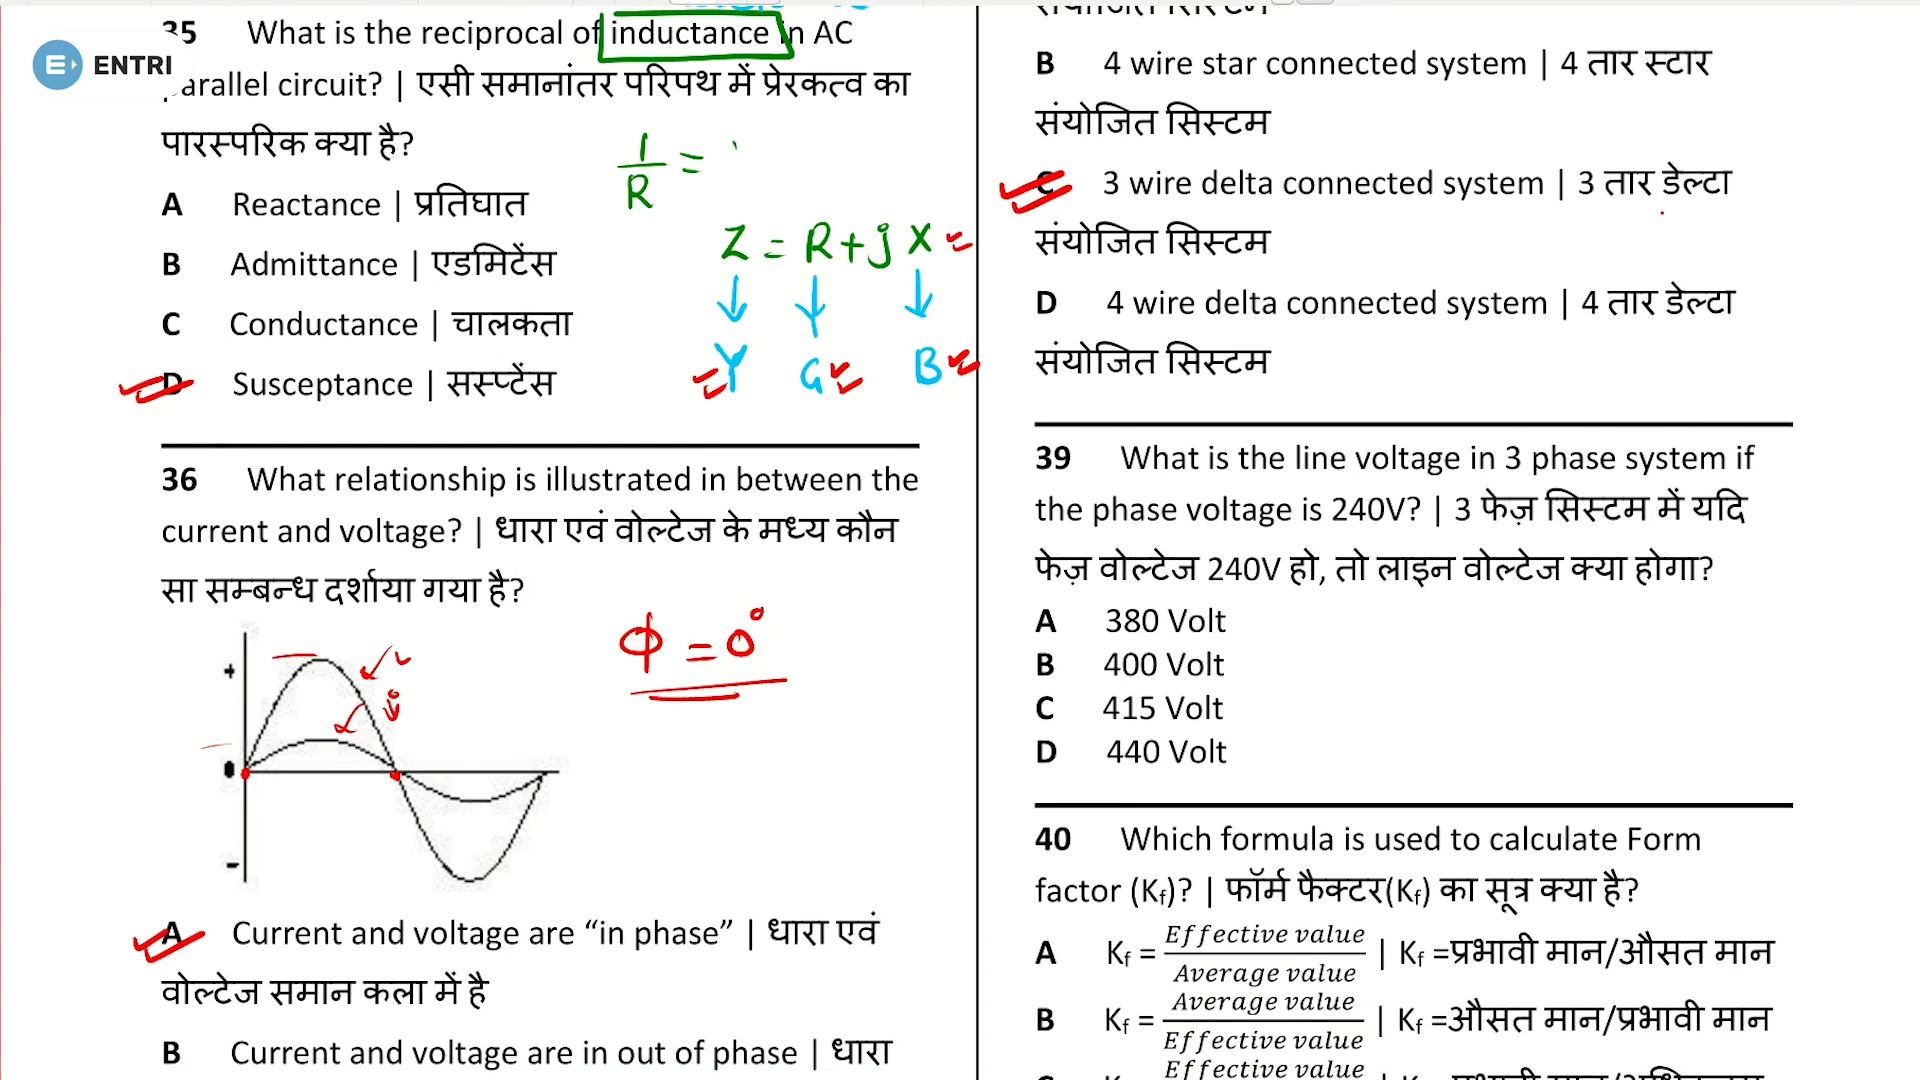 ENTRI
35 What is the reciprocal of inductance in AC
parallel circuit? | एसी समानांतर परिपथ में प्रेरकत्व का
पारस्परिक क्या है?
1/R =
A Reactance | प्रतिघात
Z = R+jX
B Admittance | एडमिटेंस
C Conductance | चालकता
Y G B
D Susceptance | सस्प्टेंस
36 What relationship is illustrated in between the
current and voltage? | धारा एवं वोल्टेज के मध्य कौन
सा सम्बन्ध दर्शाया गया है?
ϕ = 0°
+
v
i
0
-
A Current and voltage are “in phase” | धारा एवं
वोल्टेज समान कला में है
B Current and voltage are in out of phase | धारा
B 4 wire star connected system | 4 तार स्टार
संयोजित सिस्टम
C 3 wire delta connected system | 3 तार डेल्टा
संयोजित सिस्टम
D 4 wire delta connected system | 4 तार डेल्टा
संयोजित सिस्टम
39 What is the line voltage in 3 phase system if
the phase voltage is 240V? | 3 फेज़ सिस्टम में यदि
फेज़ वोल्टेज 240V हो, तो लाइन वोल्टेज क्या होगा?
A 380 Volt
B 400 Volt
C 415 Volt
D 440 Volt
40 Which formula is used to calculate Form
factor (Kf)? | फॉर्म फैक्टर(Kf) का सूत्र क्या है?
A Kf = Effective value / Average value | Kf =प्रभावी मान/औसत मान
B Kf = Average value / Effective value | Kf =औसत मान/प्रभावी मान
Effective value